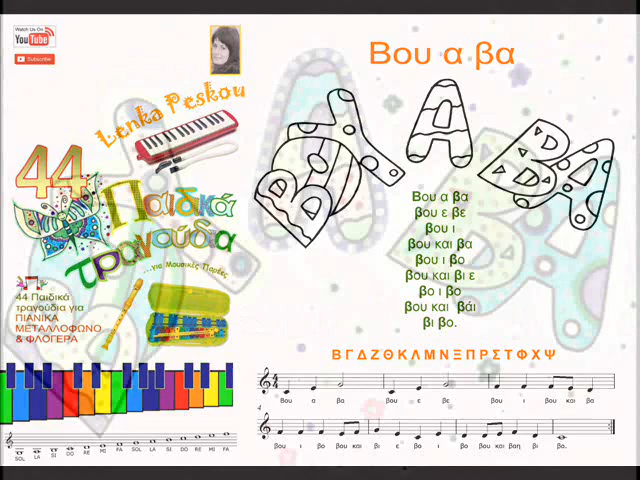 Watch Us On
YouTube
Subscribe
Lenka Peskou
44
Παιδικά
τραγούδια
...για Μουσικές Παρέες
44 Παιδικά
τραγούδια για
ΠΙΑΝΙΚΑ
ΜΕΤΑΛΛΟΦΩΝΟ
& ΦΛΟΓΕΡΑ
SOL LA SI DO RE MI FA SOL LA SI DO RE MI FA
Βου α βα
ΒΟΥ Α ΒΑ
Βου α βα
βου ε βε
βου ι
βου και βα
βου ι βο
βου και βι ε
βο ι βο
βου και βάι
βι βο.
Β Γ Δ Ζ Θ Κ Λ Μ Ν Ξ Π Ρ Σ Τ Φ Χ Ψ
Βου α βα βου ε βε βου ι βου και βα
4
βου ι βο βου και βι ε βο ι βο βου και βαη βι βο.